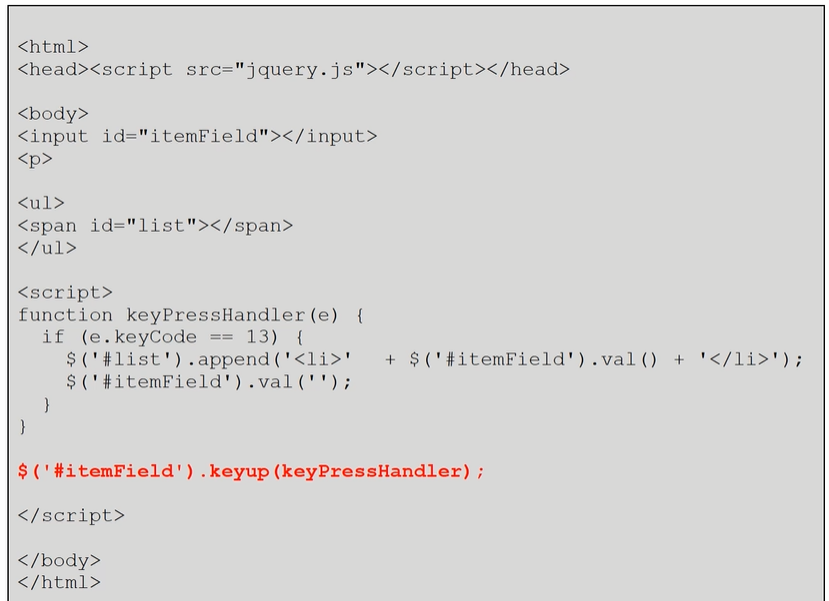 <html>
<head><script src="jquery.js"></script></head>
<body>
<input id="itemField"></input>
<p>
<ul>
<span id="list"></span>
</ul>
<script>
function keyPressHandler(e) {
  if (e.keyCode == 13) {
    $('#list').append('<li>'   + $('#itemField').val() + '</li>');
    $('#itemField').val('');
  }
}
$('#itemField').keyup(keyPressHandler);
</script>
</body>
</html>